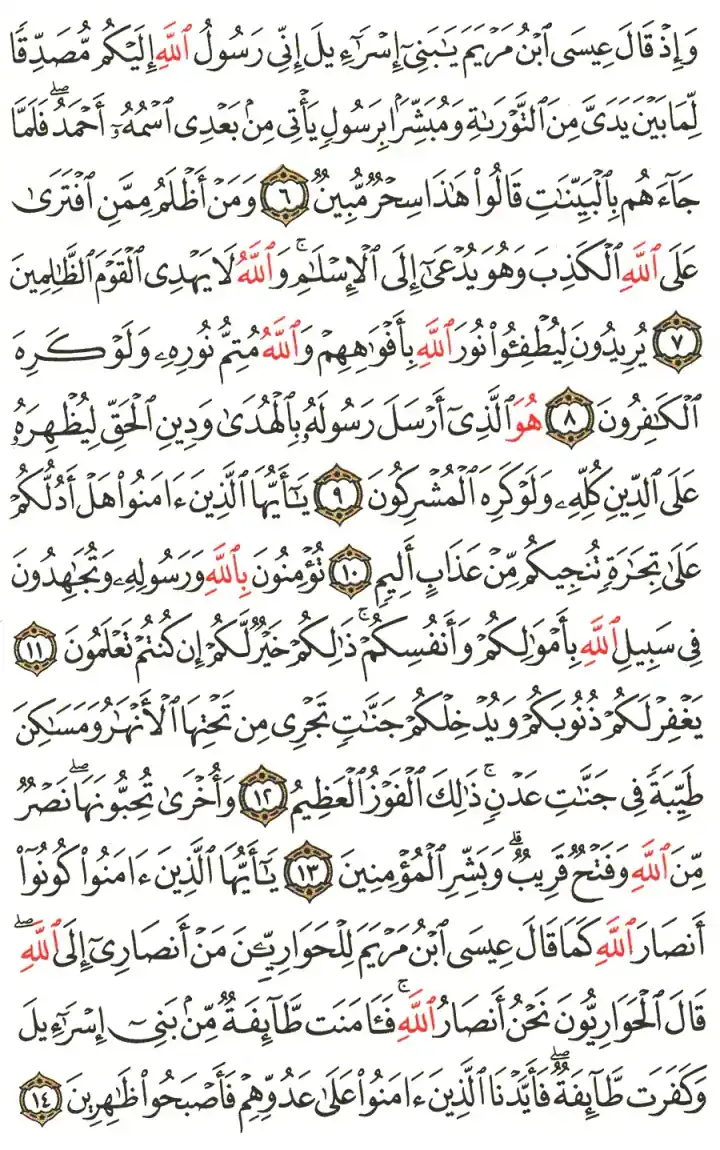 وَإِذْ قَالَ عِيسَى ٱبْنُ مَرْيَمَ يَٰبَنِىٓ إِسْرَٰٓءِيلَ إِنِّى رَسُولُ ٱللَّهِ إِلَيْكُم مُّصَدِّقًا
لِّمَا بَيْنَ يَدَىَّ مِنَ ٱلتَّوْرَىٰةِ وَمُبَشِّرًۢا بِرَسُولٍ يَأْتِى مِنۢ بَعْدِى ٱسْمُهُۥٓ أَحْمَدُ ۖ فَلَمَّا
جَآءَهُم بِٱلْبَيِّنَٰتِ قَالُوا۟ هَٰذَا سِحْرٌ مُّبِينٌ ٦ وَمَنْ أَظْلَمُ مِمَّنِ ٱفْتَرَىٰ
عَلَى ٱللَّهِ ٱلْكَذِبَ وَهُوَ يُدْعَىٰٓ إِلَى ٱلْإِسْلَٰمِ ۚ وَٱللَّهُ لَا يَهْدِى ٱلْقَوْمَ ٱلظَّٰلِمِينَ
٧ يُرِيدُونَ لِيُطْفِـُٔوا۟ نُورَ ٱللَّهِ بِأَفْوَٰهِهِمْ وَٱللَّهُ مُتِمُّ نُورِهِۦ وَلَوْ كَرِهَ
ٱلْكَٰفِرُونَ ٨ هُوَ ٱلَّذِىٓ أَرْسَلَ رَسُولَهُۥ بِٱلْهُدَىٰ وَدِينِ ٱلْحَقِّ لِيُظْهِرَهُۥ
عَلَى ٱلدِّينِ كُلِّهِۦ وَلَوْ كَرِهَ ٱلْمُشْرِكُونَ ٩ يَٰٓأَيُّهَا ٱلَّذِينَ ءَامَنُوا۟ هَلْ أَدُلُّكُمْ
عَلَىٰ تِجَٰرَةٍ تُنجِيكُم مِّنْ عَذَابٍ أَلِيمٍ ١٠ تُؤْمِنُونَ بِٱللَّهِ وَرَسُولِهِۦ وَتُجَٰهِدُونَ
فِى سَبِيلِ ٱللَّهِ بِأَمْوَٰلِكُمْ وَأَنفُسِكُمْ ۚ ذَٰلِكُمْ خَيْرٌ لَّكُمْ إِن كُنتُمْ تَعْلَمُونَ ١١
يَغْفِرْ لَكُمْ ذُنُوبَكُمْ وَيُدْخِلْكُمْ جَنَّٰتٍ تَجْرِى مِن تَحْتِهَا ٱلْأَنْهَٰرُ وَمَسَٰكِنَ
طَيِّبَةً فِى جَنَّٰتِ عَدْنٍ ۚ ذَٰلِكَ ٱلْفَوْزُ ٱلْعَظِيمُ ١٢ وَأُخْرَىٰ تُحِبُّونَهَا ۖ نَصْرٌ
مِّنَ ٱللَّهِ وَفَتْحٌ قَرِيبٌ ۗ وَبَشِّرِ ٱلْمُؤْمِنِينَ ١٣ يَٰٓأَيُّهَا ٱلَّذِينَ ءَامَنُوا۟ كُونُوٓا۟
أَنصَارَ ٱللَّهِ كَمَا قَالَ عِيسَى ٱبْنُ مَرْيَمَ لِلْحَوَارِيِّـۧنَ مَنْ أَنصَارِىٓ إِلَى ٱللَّهِ ۖ
قَالَ ٱلْحَوَارِيُّونَ نَحْنُ أَنصَارُ ٱللَّهِ ۚ فَـَٔامَنَت طَّآئِفَةٌ مِّنۢ بَنِىٓ إِسْرَٰٓءِيلَ
وَكَفَرَت طَّآئِفَةٌ ۖ فَأَيَّدْنَا ٱلَّذِينَ ءَامَنُوا۟ عَلَىٰ عَدُوِّهِمْ فَأَصْبَحُوا۟ ظَٰهِرِينَ ١٤